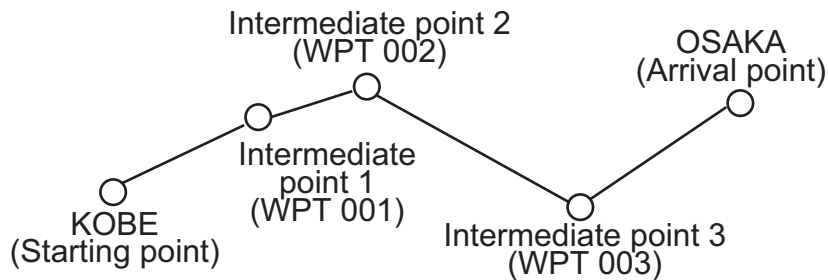 Intermediate point 2
(WPT 002)
OSAKA
(Arrival point)
Intermediate
point 1
(WPT 001)
KOBE
(Starting point)
Intermediate point 3
(WPT 003)